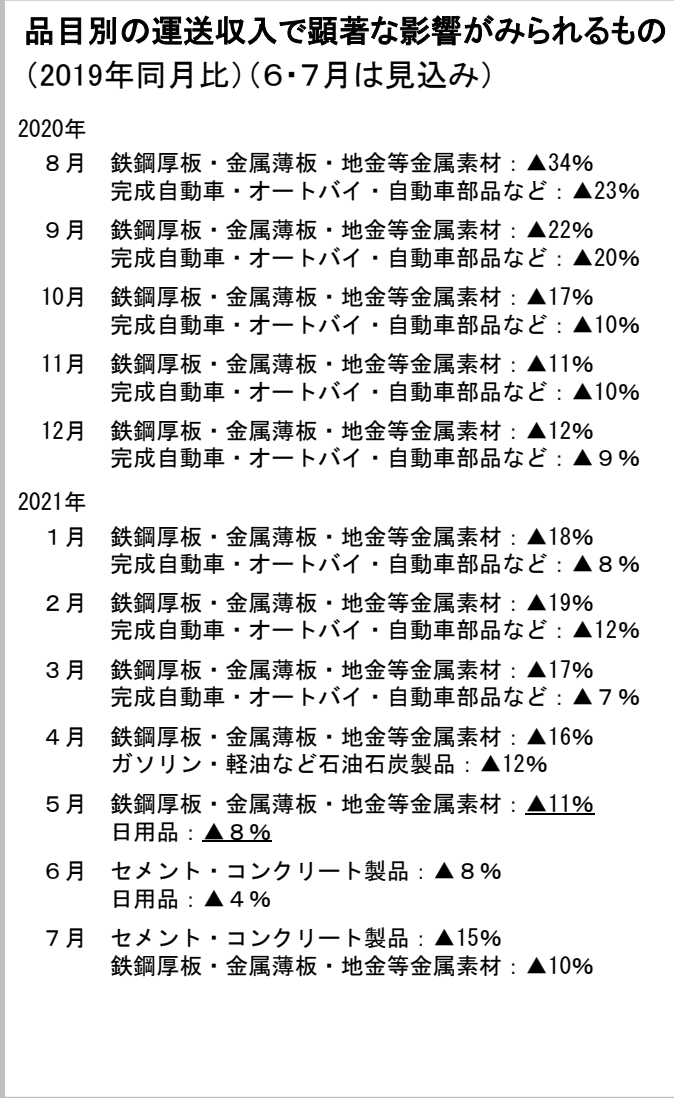 品目別の運送収入で顕著な影響がみられるもの
（2019年同月比）（６・７月は見込み）
2020年
８月　鉄鋼厚板・金属薄板・地金等金属素材：▲34%
完成自動車・オートバイ・自動車部品など：▲23%
９月　鉄鋼厚板・金属薄板・地金等金属素材：▲22%
完成自動車・オートバイ・自動車部品など：▲20%
10月　鉄鋼厚板・金属薄板・地金等金属素材：▲17%
完成自動車・オートバイ・自動車部品など：▲10%
11月　鉄鋼厚板・金属薄板・地金等金属素材：▲11%
完成自動車・オートバイ・自動車部品など：▲10%
12月　鉄鋼厚板・金属薄板・地金等金属素材：▲12%
完成自動車・オートバイ・自動車部品など：▲９%
2021年
１月　鉄鋼厚板・金属薄板・地金等金属素材：▲18%
完成自動車・オートバイ・自動車部品など：▲８%
２月　鉄鋼厚板・金属薄板・地金等金属素材：▲19%
完成自動車・オートバイ・自動車部品など：▲12%
３月　鉄鋼厚板・金属薄板・地金等金属素材：▲17%
完成自動車・オートバイ・自動車部品など：▲７%
４月　鉄鋼厚板・金属薄板・地金等金属素材：▲16%
ガソリン・軽油など石油石炭製品：▲12%
５月　鉄鋼厚板・金属薄板・地金等金属素材：▲11%
日用品：▲８%
６月　セメント・コンクリート製品：▲８%
日用品：▲４%
７月　セメント・コンクリート製品：▲15%
鉄鋼厚板・金属薄板・地金等金属素材：▲10%